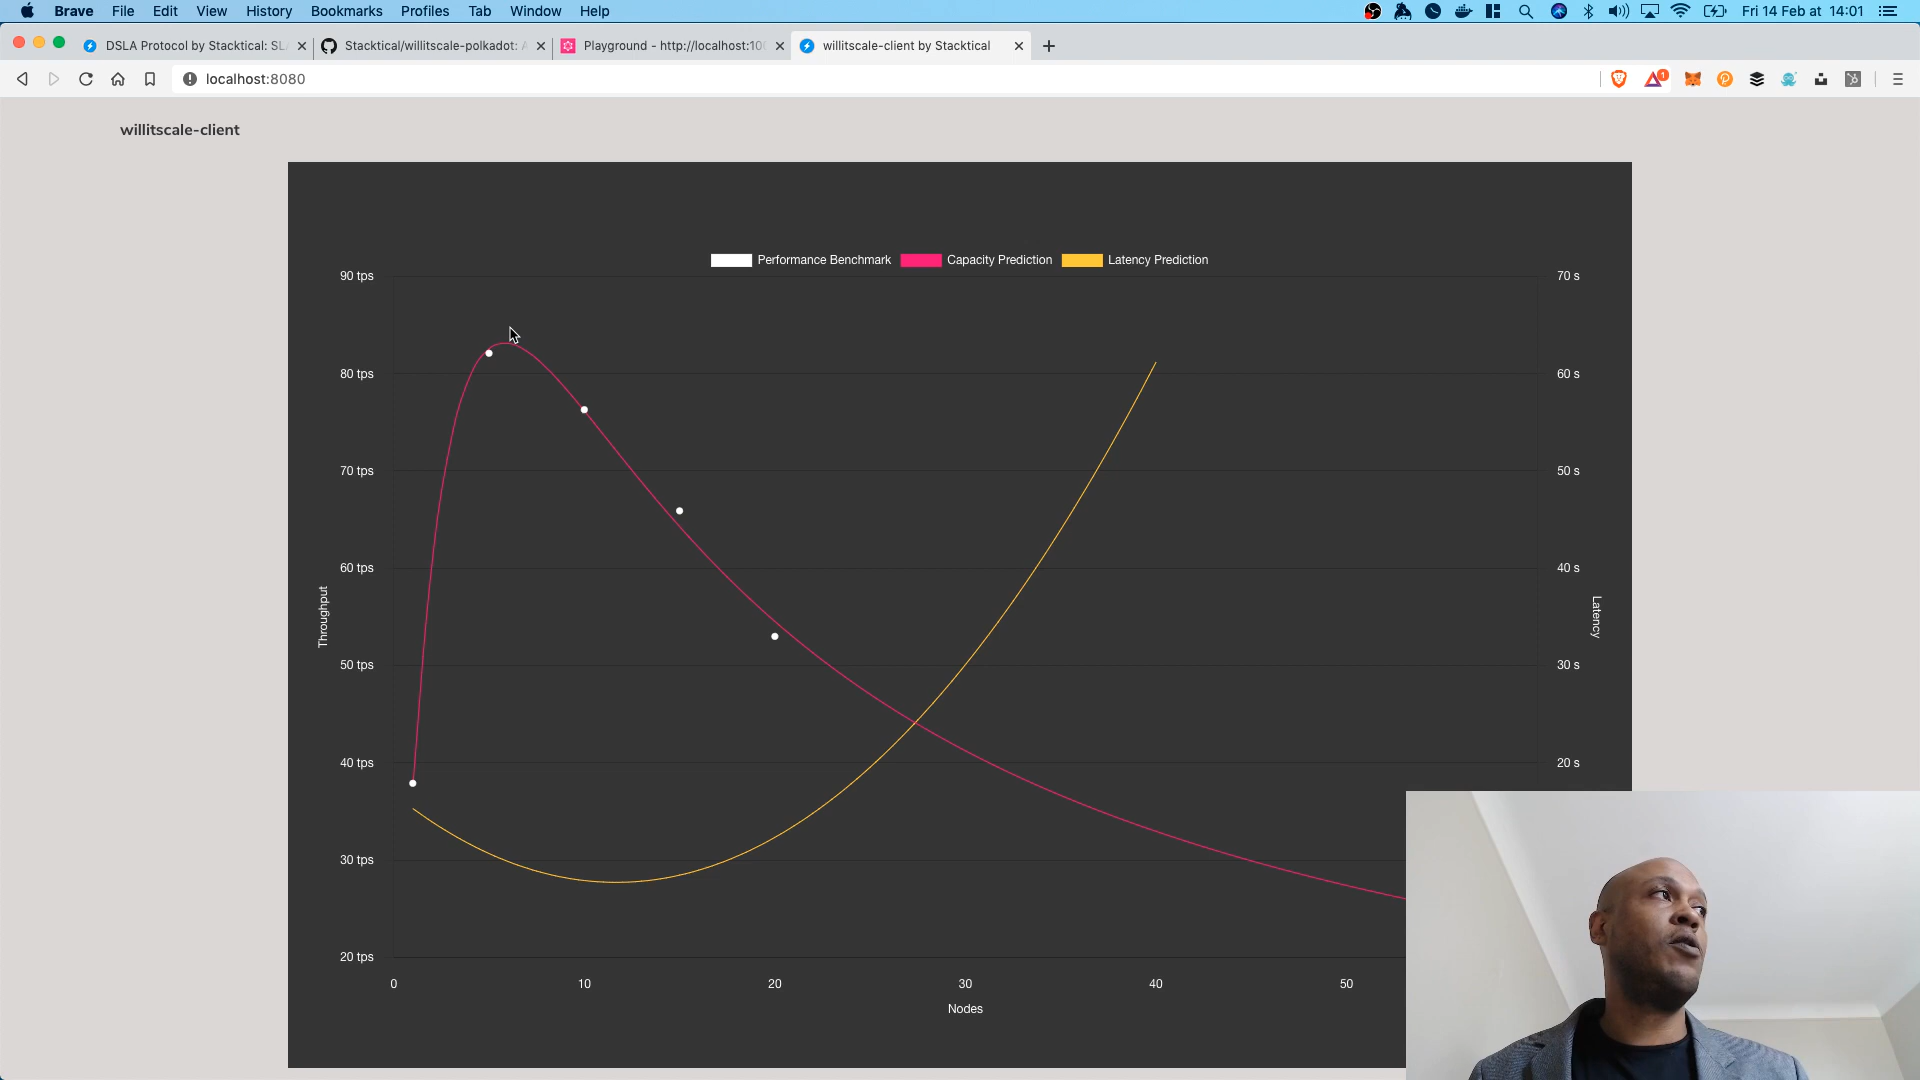 Brave File Edit View History Bookmarks Profiles Tab Window Help Fri 14 Feb at 14:01
DSLA Protocol by Stacktical: SL
Stacktical/willitscale-polkadot:
Playground - http://localhost:10
willitscale-client by Stacktical
localhost:8080
1
willitscale-client
Performance Benchmark Capacity Prediction Latency Prediction
90 tps 70 s
80 tps 60 s
70 tps 50 s
60 tps 40 s
Throughput
Latency
50 tps 30 s
40 tps 20 s
30 tps
20 tps
0 10 20 30 40 50
Nodes